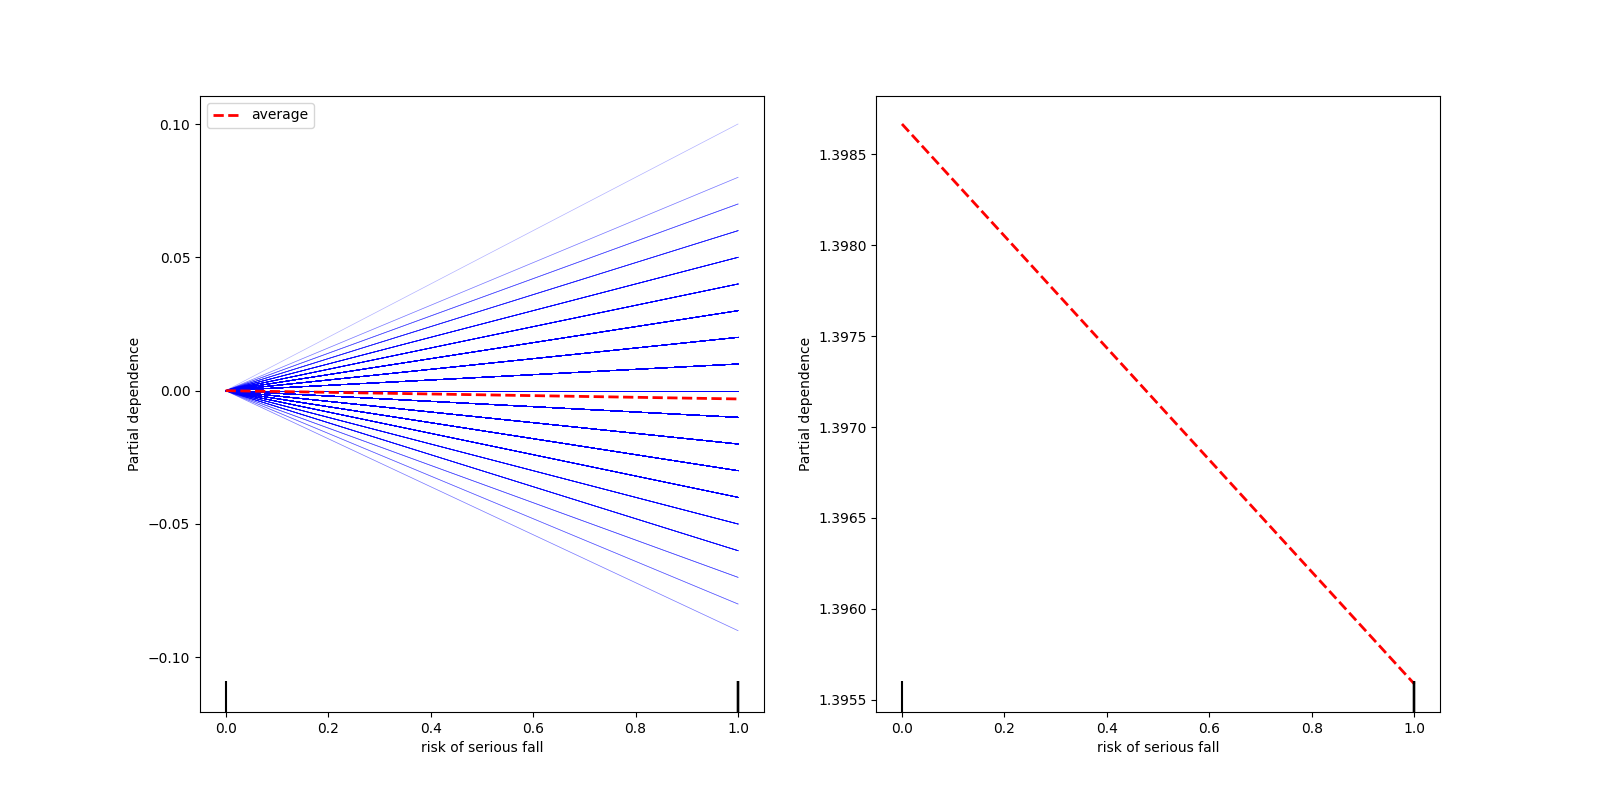 average
0.10
0.05
0.00
−0.05
−0.10
Partial dependence
0.0 0.2 0.4 0.6 0.8 1.0
risk of serious fall
1.3985
1.3980
1.3975
1.3970
1.3965
1.3960
1.3955
Partial dependence
0.0 0.2 0.4 0.6 0.8 1.0
risk of serious fall